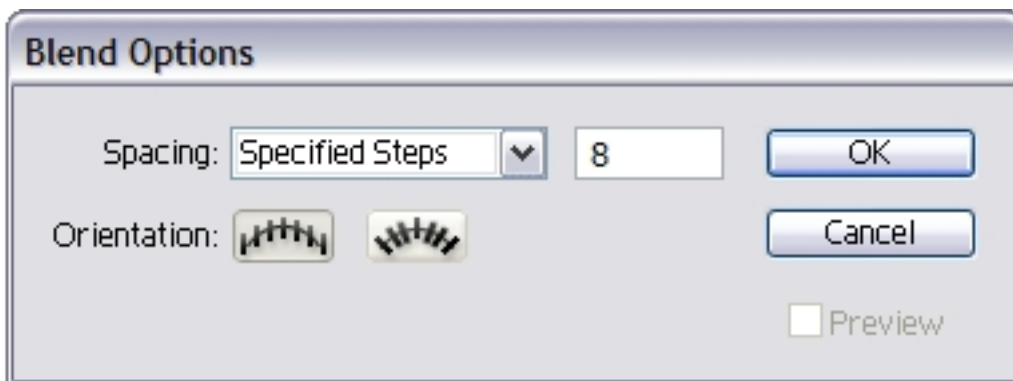 Blend Options
Spacing: Specified Steps 8 OK
Orientation: Cancel
Preview